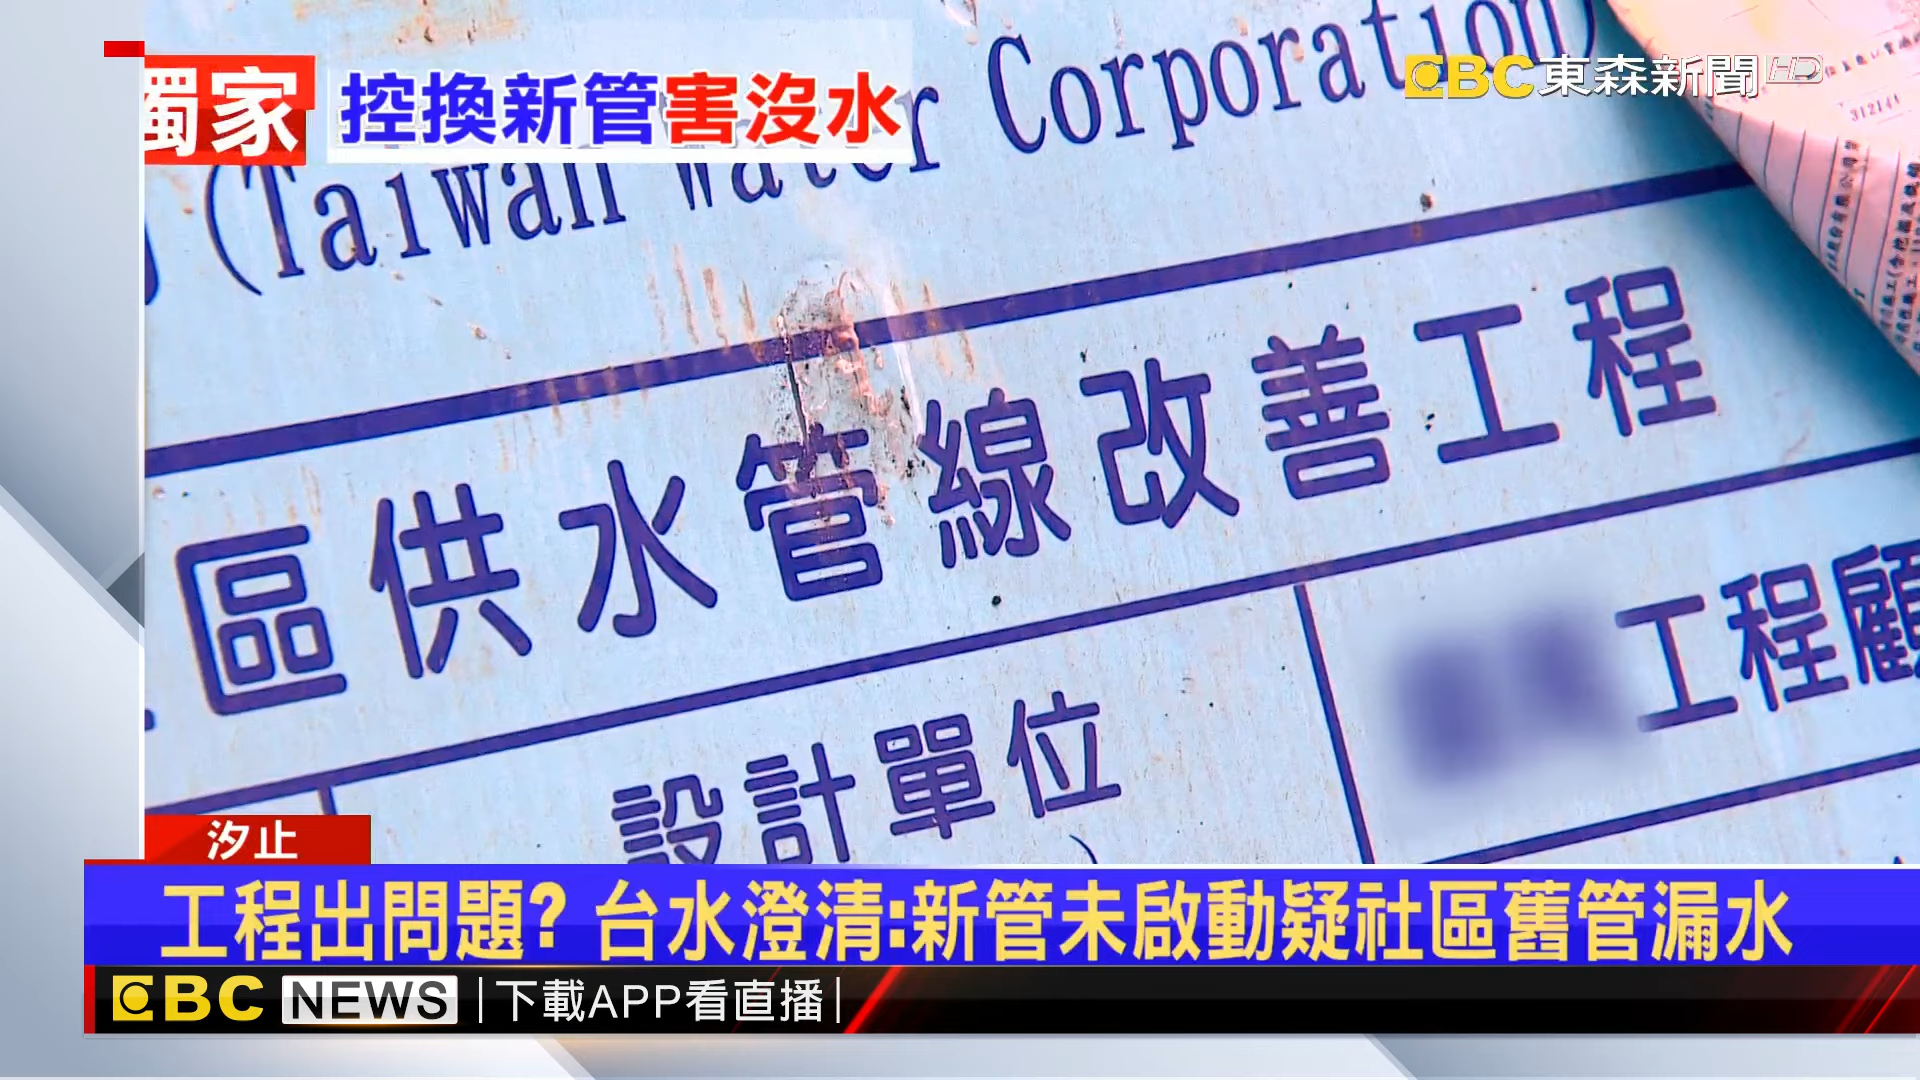 獨家
控換新管害沒水
EBC東森新聞HD
(Taiwan Water Corporation)
312141
區供水管線改善工程
設計單位
工程顧
汐止
工程出問題? 台水澄清:新管未啟動疑社區舊管漏水
EBC NEWS 下載APP看直播